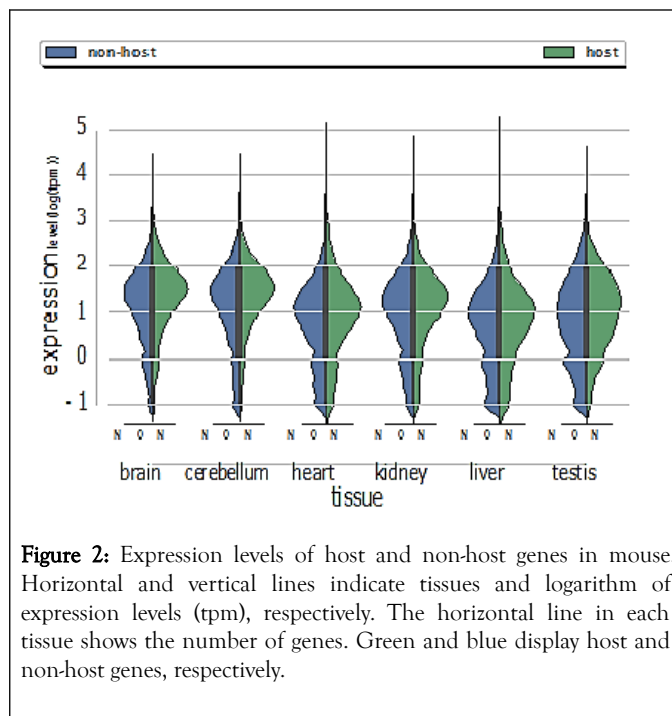 non-host host
5
4
3
2
1
0
-1
expression level (log(tpm))
N O N N O N N O N N O N N O N N O N
brain cerebellum heart kidney liver testis
tissue
Figure 2: Expression levels of host and non-host genes in mouse.
Horizontal and vertical lines indicate tissues and logarithm of
expression levels (tpm), respectively. The horizontal line in each
tissue shows the number of genes. Green and blue display host and
non-host genes, respectively.